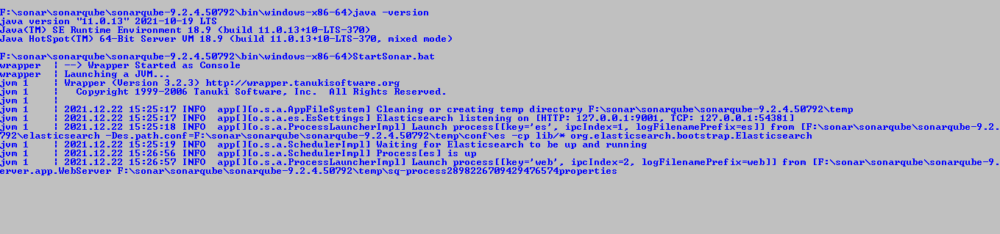 F:\sonar\sonarqube\sonarqube-9.2.4.50792\bin\windows-x86-64>java -version
java version "11.0.13" 2021-10-19 LTS
Java(TM) SE Runtime Environment 18.9 (build 11.0.13+10-LTS-370)
Java HotSpot(TM) 64-Bit Server VM 18.9 (build 11.0.13+10-LTS-370, mixed mode)
F:\sonar\sonarqube\sonarqube-9.2.4.50792\bin\windows-x86-64>StartSonar.bat
wrapper  | --> Wrapper Started as Console
wrapper  | Launching a JVM...
jvm 1    | Wrapper (Version 3.2.3) http://wrapper.tanukisoftware.org
jvm 1    |   Copyright 1999-2006 Tanuki Software, Inc.  All Rights Reserved.
jvm 1    |
jvm 1    | 2021.12.22 15:25:17 INFO  app[][o.s.a.AppFileSystem] Cleaning or creating temp directory F:\sonar\sonarqube\sonarqube-9.2.4.50792\temp
jvm 1    | 2021.12.22 15:25:17 INFO  app[][o.s.a.es.EsSettings] Elasticsearch listening on [HTTP: 127.0.0.1:9001, TCP: 127.0.0.1:54381]
jvm 1    | 2021.12.22 15:25:18 INFO  app[][o.s.a.ProcessLauncherImpl] Launch process[[key='es', ipcIndex=1, logFilenamePrefix=es]] from [F:\sonar\sonarqube\sonarqube-9.2.
792\elasticsearch -Des.path.conf=F:\sonar\sonarqube\sonarqube-9.2.4.50792\temp\conf\es -cp lib/* org.elasticsearch.bootstrap.Elasticsearch
jvm 1    | 2021.12.22 15:25:19 INFO  app[][o.s.a.SchedulerImpl] Waiting for Elasticsearch to be up and running
jvm 1    | 2021.12.22 15:26:56 INFO  app[][o.s.a.SchedulerImpl] Process[es] is up
jvm 1    | 2021.12.22 15:26:57 INFO  app[][o.s.a.ProcessLauncherImpl] Launch process[[key='web', ipcIndex=2, logFilenamePrefix=web]] from [F:\sonar\sonarqube\sonarqube-9.
erver.app.WebServer F:\sonar\sonarqube\sonarqube-9.2.4.50792\temp\sq-process2898226709429476574properties